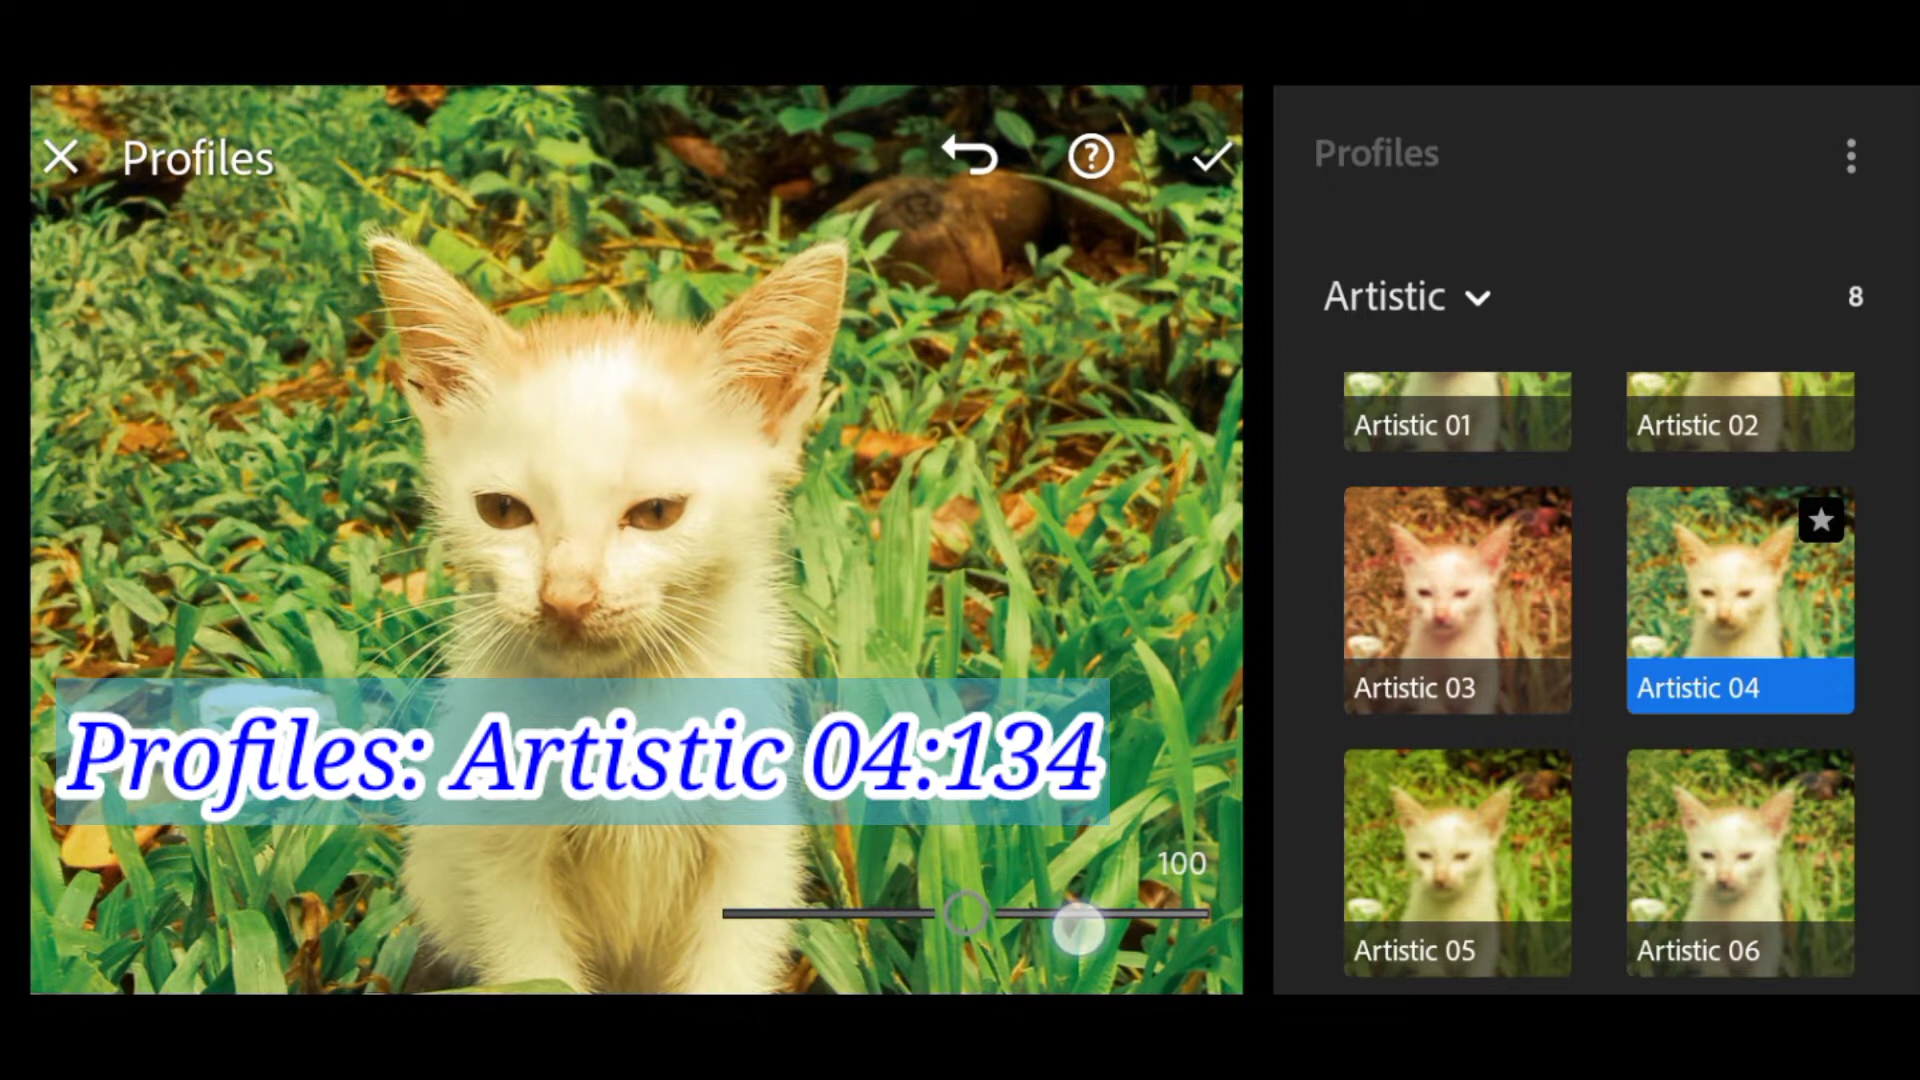 Profiles
Profiles
Artistic
8
Artistic 01
Artistic 02
Artistic 03
Artistic 04
Artistic 05
Artistic 06
Profiles: Artistic 04:134
100